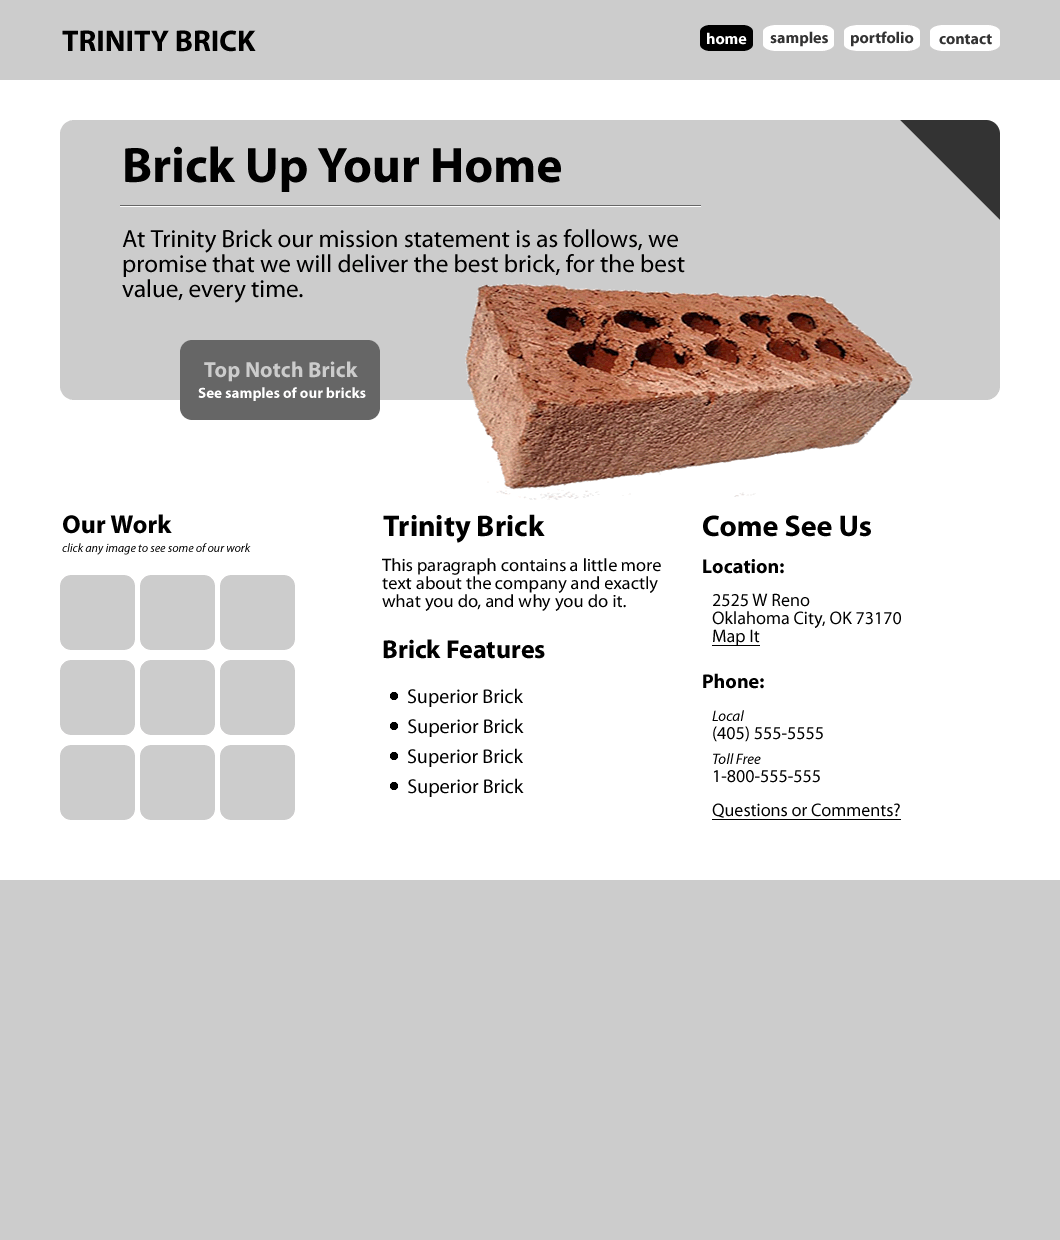 TRINITY BRICK
home
samples
portfolio
contact
Brick Up Your Home
At Trinity Brick our mission statement is as follows, we
promise that we will deliver the best brick, for the best
value, every time.
Top Notch Brick
See samples of our bricks
Our Work
click any image to see some of our work
Trinity Brick
This paragraph contains a little more
text about the company and exactly
what you do, and why you do it.
Brick Features
Superior Brick
Superior Brick
Superior Brick
Superior Brick
Come See Us
Location:
2525 W Reno
Oklahoma City, OK 73170
Map It
Phone:
Local
(405) 555-5555
Toll Free
1-800-555-555
Questions or Comments?